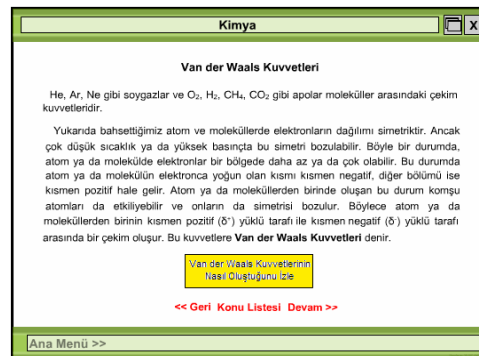 Kimya
X
Van der Waals Kuvvetleri
He, Ar, Ne gibi soygazlar ve O₂, H₂, CH₄, CO₂ gibi apolar moleküller arasındaki çekim
kuvvetleridir.
Yukarıda bahsettiğimiz atom ve moleküllerde elektronların dağılımı simetriktir. Ancak
çok düşük sıcaklık ya da yüksek basınçta bu simetri bozulabilir. Böyle bir durumda,
atom ya da molekülde elektronlar bir bölgede daha az ya da çok olabilir. Bu durumda
atom ya da molekülün elektronca yoğun olan kısmı kısmen negatif, diğer bölümü ise
kısmen pozitif hale gelir. Atom ya da moleküllerden birinde oluşan bu durum komşu
atomları da etkiliyebilir ve onların da simetrisi bozulur. Böylece atom ya da
moleküllerden birinin kısmen pozitif (δ⁺) yüklü tarafı ile kısmen negatif (δ⁻) yüklü tarafı
arasında bir çekim oluşur. Bu kuvvetlere Van der Waals Kuvvetleri denir.
Van der Waals Kuvvetlerinin
Nasıl Oluştuğunu İzle
<< Geri Konu Listesi Devam >>
Ana Menü >>